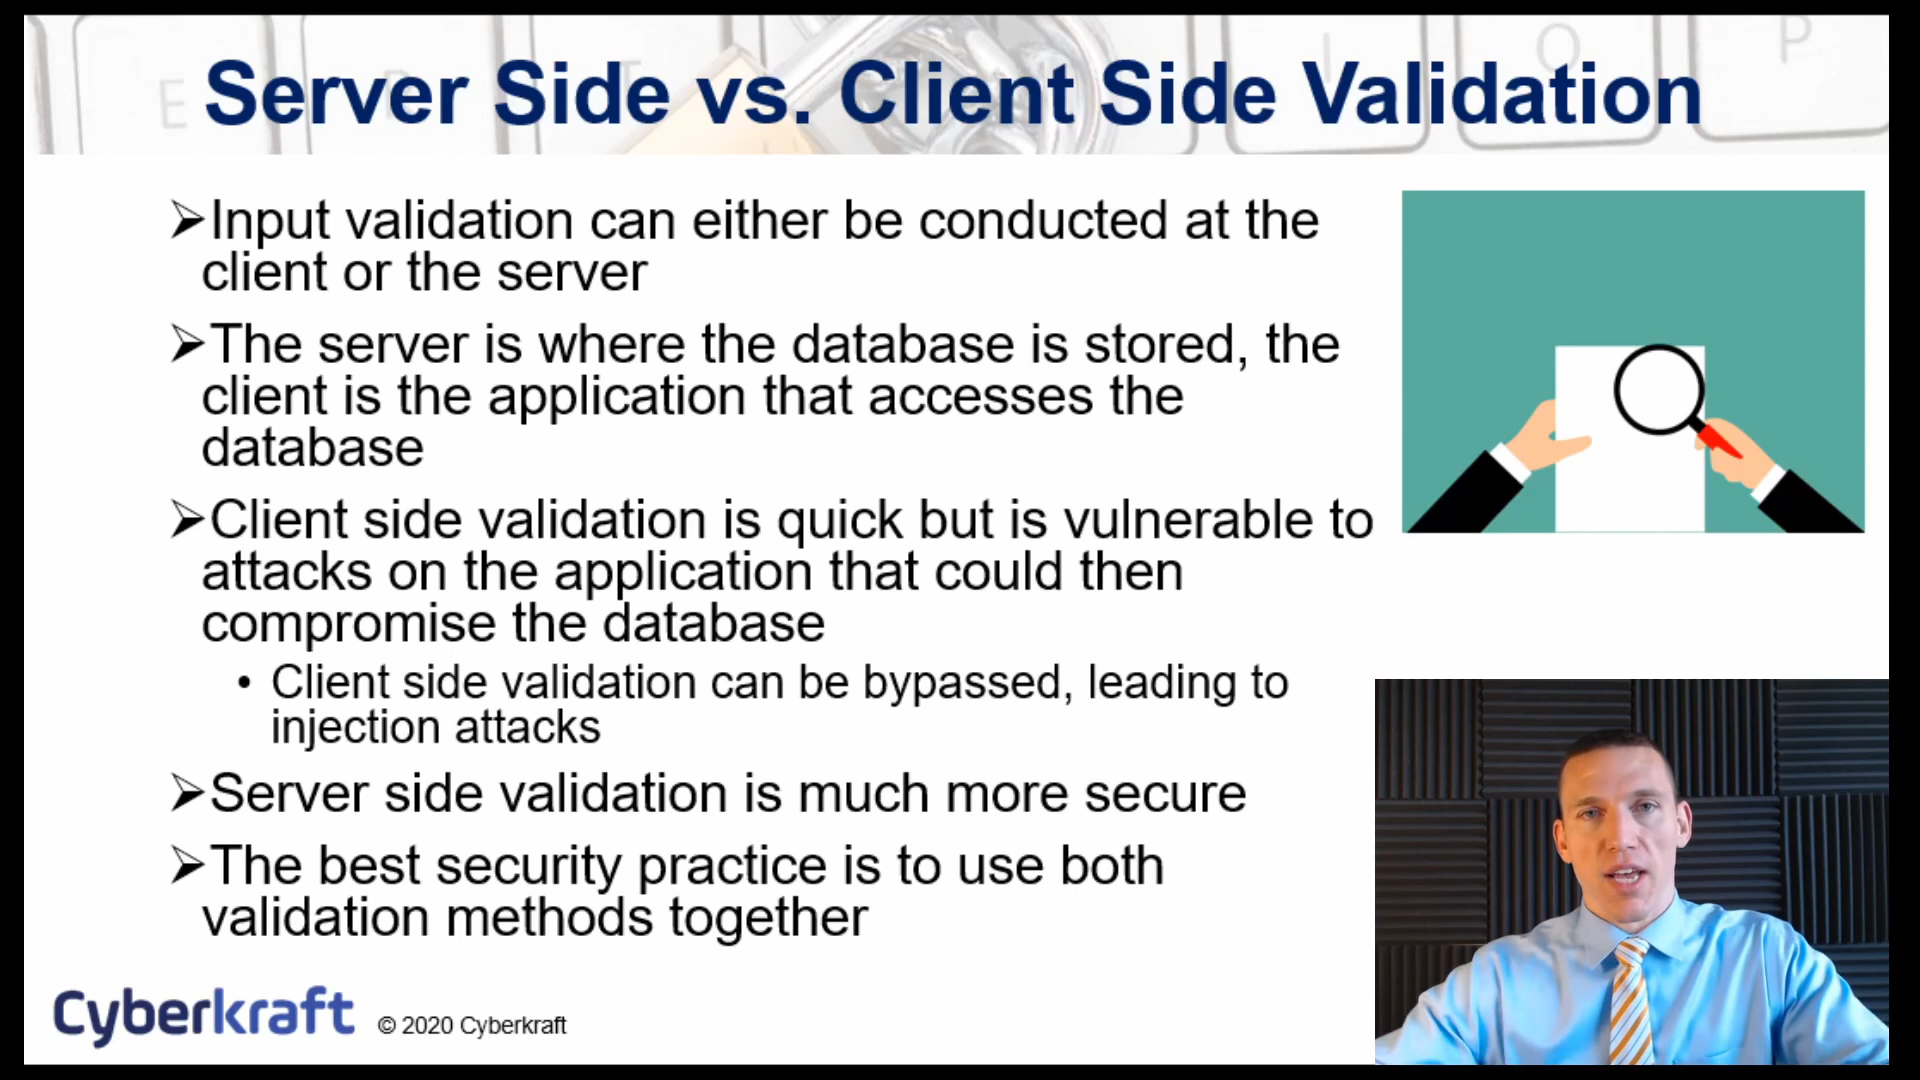 Server Side vs. Client Side Validation
➢Input validation can either be conducted at the
client or the server
➢The server is where the database is stored, the
client is the application that accesses the
database
➢Client side validation is quick but is vulnerable to
attacks on the application that could then
compromise the database
• Client side validation can be bypassed, leading to
injection attacks
➢Server side validation is much more secure
➢The best security practice is to use both
validation methods together
Cyberkraft © 2020 Cyberkraft
E
I
O
P